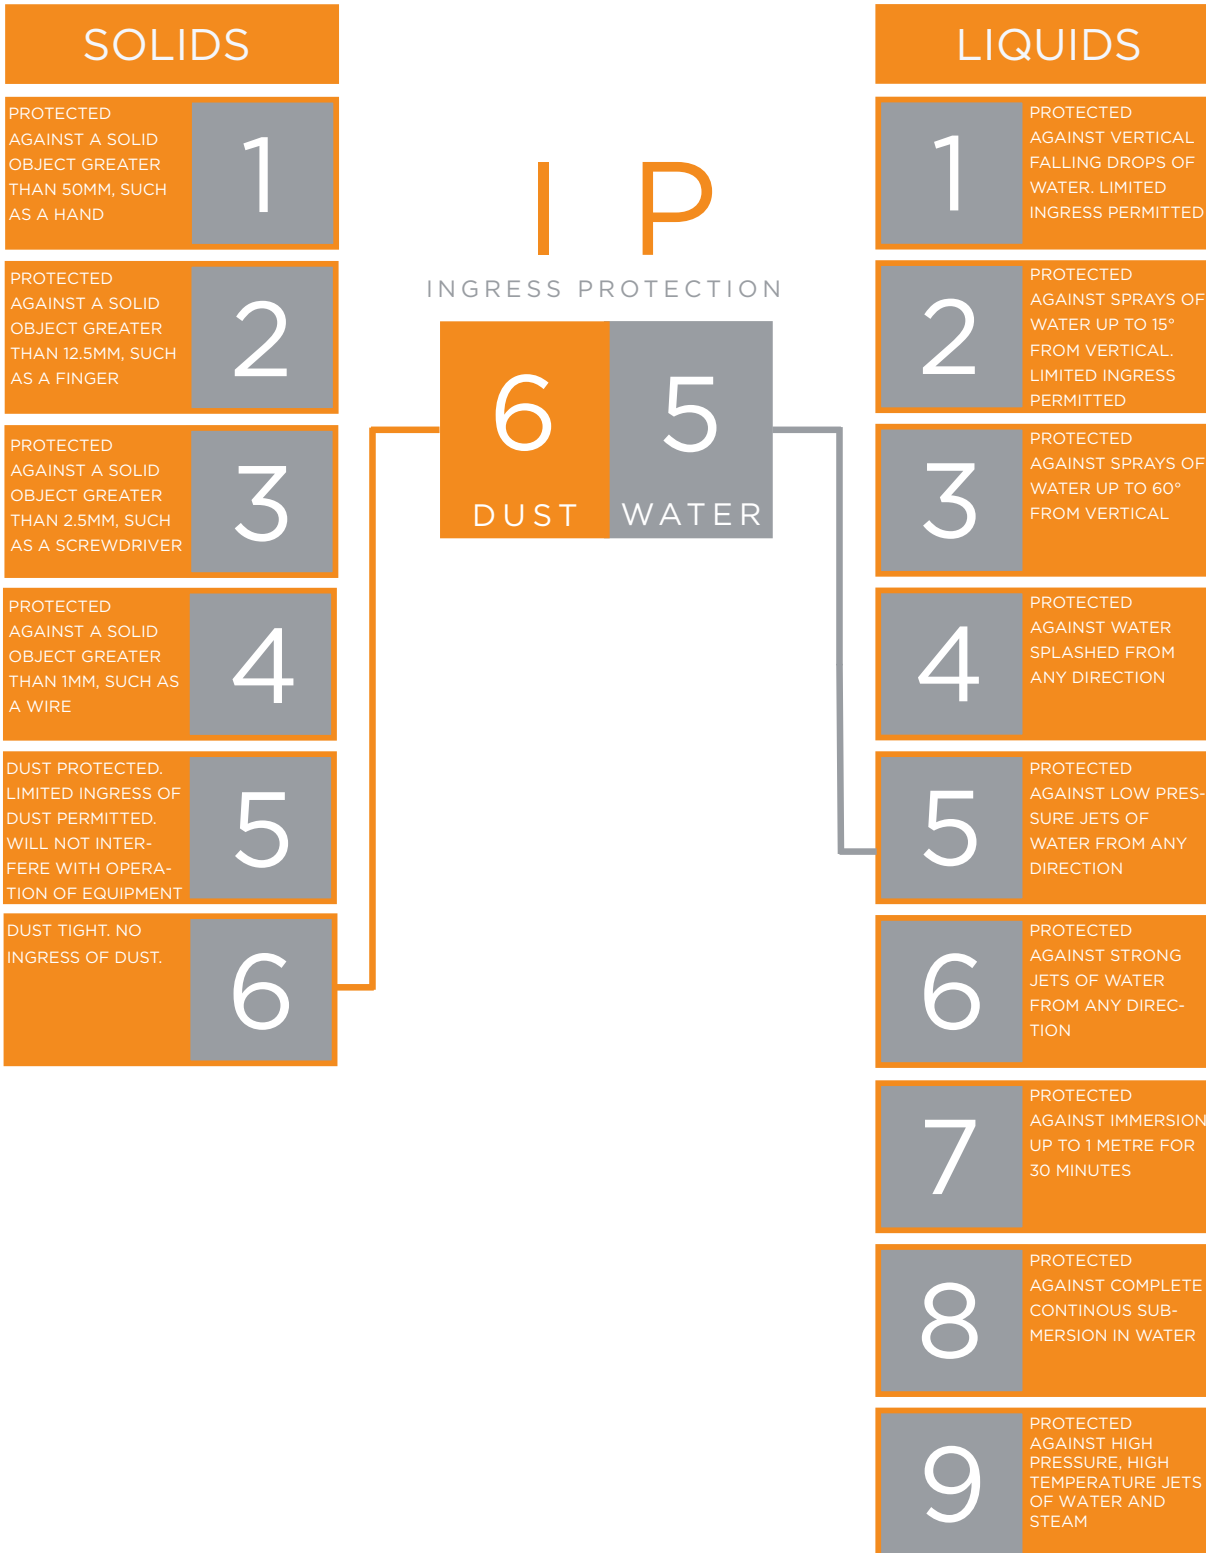 SOLIDS
PROTECTED
AGAINST A SOLID
OBJECT GREATER
THAN 50MM, SUCH
AS A HAND
1
PROTECTED
AGAINST A SOLID
OBJECT GREATER
THAN 12.5MM, SUCH
AS A FINGER
2
PROTECTED
AGAINST A SOLID
OBJECT GREATER
THAN 2.5MM, SUCH
AS A SCREWDRIVER
3
PROTECTED
AGAINST A SOLID
OBJECT GREATER
THAN 1MM, SUCH AS
A WIRE
4
DUST PROTECTED.
LIMITED INGRESS OF
DUST PERMITTED.
WILL NOT INTER-
FERE WITH OPERA-
TION OF EQUIPMENT
5
DUST TIGHT. NO
INGRESS OF DUST.
6
I P
INGRESS PROTECTION
6 5
DUST WATER
LIQUIDS
1
PROTECTED
AGAINST VERTICAL
FALLING DROPS OF
WATER. LIMITED
INGRESS PERMITTED
2
PROTECTED
AGAINST SPRAYS OF
WATER UP TO 15°
FROM VERTICAL.
LIMITED INGRESS
PERMITTED
3
PROTECTED
AGAINST SPRAYS OF
WATER UP TO 60°
FROM VERTICAL
4
PROTECTED
AGAINST WATER
SPLASHED FROM
ANY DIRECTION
5
PROTECTED
AGAINST LOW PRES-
SURE JETS OF
WATER FROM ANY
DIRECTION
6
PROTECTED
AGAINST STRONG
JETS OF WATER
FROM ANY DIREC-
TION
7
PROTECTED
AGAINST IMMERSION
UP TO 1 METRE FOR
30 MINUTES
8
PROTECTED
AGAINST COMPLETE
CONTINOUS SUB-
MERSION IN WATER
9
PROTECTED
AGAINST HIGH
PRESSURE, HIGH
TEMPERATURE JETS
OF WATER AND
STEAM